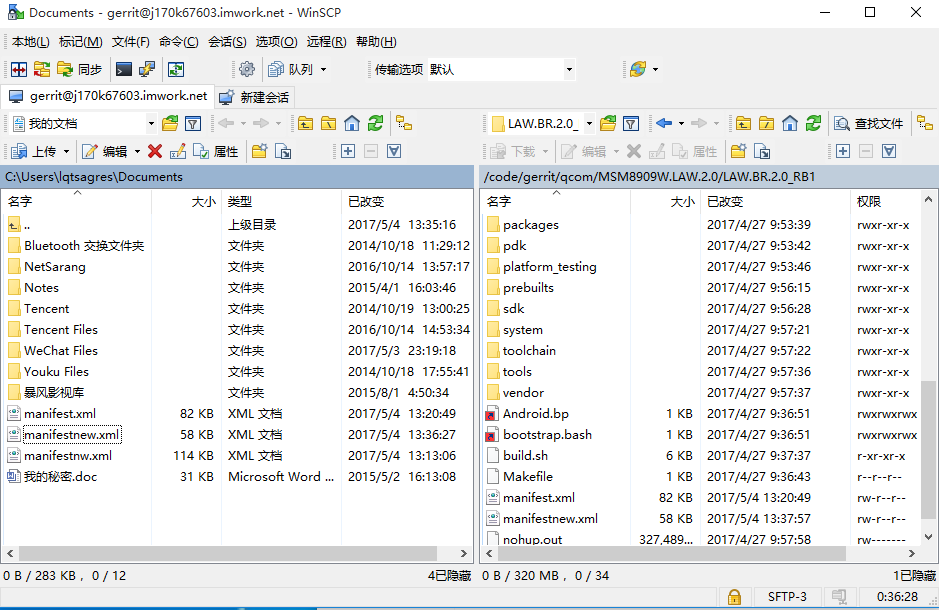 Documents - gerrit@j170k67603.imwork.net - WinSCP
本地(L) 标记(M) 文件(F) 命令(C) 会话(S) 选项(O) 远程(R) 帮助(H)
同步 队列 传输选项 默认
gerrit@j170k67603.imwork.net 新建会话
我的文档 LAW.BR.2.0_ 查找文件
上传 编辑 属性 下载 编辑 属性
C:\Users\lqtsagres\Documents
名字 大小 类型 已改变
.. 上级目录 2017/5/4 13:35:16
Bluetooth 交换文件夹 文件夹 2014/10/18 11:29:12
NetSarang 文件夹 2016/10/14 13:57:17
Notes 文件夹 2015/4/1 16:03:46
Tencent 文件夹 2014/10/19 13:00:25
Tencent Files 文件夹 2016/10/14 14:53:34
WeChat Files 文件夹 2017/5/3 23:19:18
Youku Files 文件夹 2014/10/18 17:55:41
暴风影视库 文件夹 2015/8/1 4:50:34
manifest.xml 82 KB XML 文档 2017/5/4 13:20:49
manifestnew.xml 58 KB XML 文档 2017/5/4 13:36:27
manifestnw.xml 114 KB XML 文档 2017/5/4 13:13:06
我的秘密.doc 31 KB Microsoft Word ... 2015/5/2 16:13:08
0 B / 283 KB， 0 / 12 4已隐藏
/code/gerrit/qcom/MSM8909W.LAW.2.0/LAW.BR.2.0_RB1
名字 大小 已改变 权限
packages 2017/4/27 9:53:39 rwxr-xr-x
pdk 2017/4/27 9:53:42 rwxr-xr-x
platform_testing 2017/4/27 9:53:46 rwxr-xr-x
prebuilts 2017/4/27 9:56:15 rwxr-xr-x
sdk 2017/4/27 9:56:28 rwxr-xr-x
system 2017/4/27 9:57:21 rwxr-xr-x
toolchain 2017/4/27 9:57:22 rwxr-xr-x
tools 2017/4/27 9:57:36 rwxr-xr-x
vendor 2017/4/27 9:57:37 rwxr-xr-x
Android.bp 1 KB 2017/4/27 9:36:51 rwxrwxrwx
bootstrap.bash 1 KB 2017/4/27 9:36:51 rwxrwxrwx
build.sh 6 KB 2017/4/27 9:37:37 r-xr-xr-x
Makefile 1 KB 2017/4/27 9:36:43 r--r--r--
manifest.xml 82 KB 2017/5/4 13:20:49 rw-r--r--
manifestnew.xml 58 KB 2017/5/4 13:37:57 rw-r--r--
nohup.out 327,489... 2017/4/27 9:57:58 rw-------
0 B / 320 MB， 0 / 34 1已隐藏
SFTP-3 0:36:28